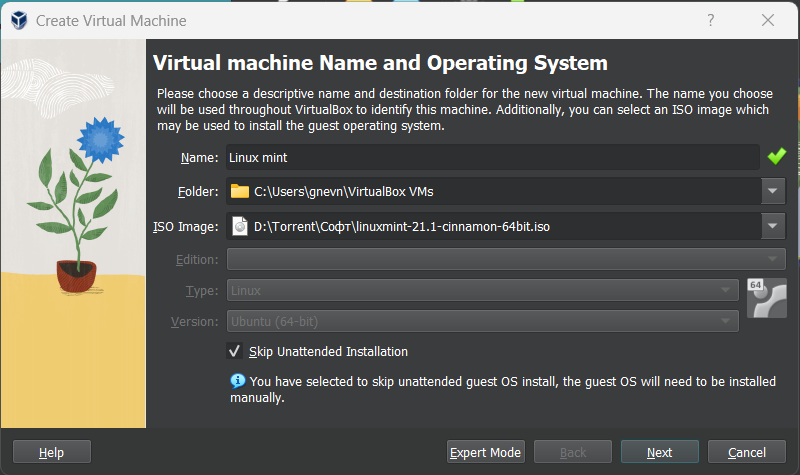 Create Virtual Machine
Virtual machine Name and Operating System
Please choose a descriptive name and destination folder for the new virtual machine. The name you choose
will be used throughout VirtualBox to identify this machine. Additionally, you can select an ISO image which
may be used to install the guest operating system.
Name: Linux mint
Folder: C:\Users\gnevn\VirtualBox VMs
ISO Image: D:\Torrent\Софт\linuxmint-21.1-cinnamon-64bit.iso
Edition:
Type: Linux 64
Version: Ubuntu (64-bit)
Skip Unattended Installation
You have selected to skip unattended guest OS install, the guest OS will need to be installed
manually.
Help Expert Mode Back Next Cancel